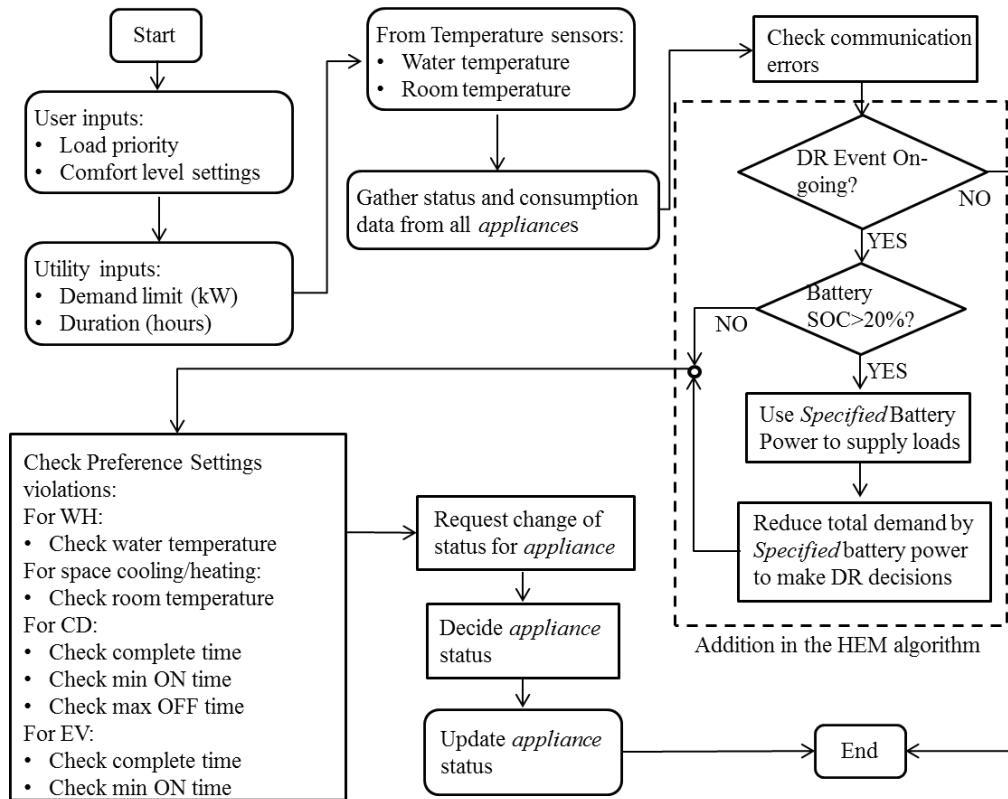 Start
User inputs:
• Load priority
• Comfort level settings
Utility inputs:
• Demand limit (kW)
• Duration (hours)
From Temperature sensors:
• Water temperature
• Room temperature
Gather status and consumption
data from all appliances
Check communication
errors
DR Event On-
going?
NO
YES
Battery
SOC>20%?
NO
YES
Use Specified Battery
Power to supply loads
Reduce total demand by
Specified battery power
to make DR decisions
Addition in the HEM algorithm
Check Preference Settings
violations:
For WH:
• Check water temperature
For space cooling/heating:
• Check room temperature
For CD:
• Check complete time
• Check min ON time
• Check max OFF time
For EV:
• Check complete time
• Check min ON time
Request change of
status for appliance
Decide appliance
status
Update appliance
status
End